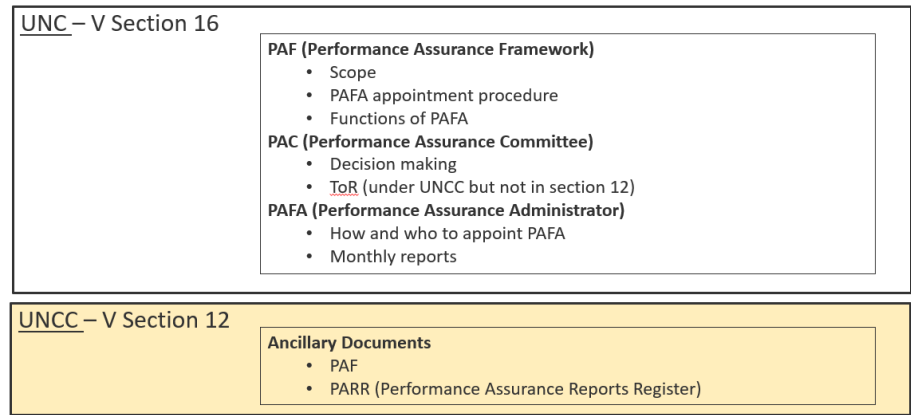 UNC – V Section 16
PAF (Performance Assurance Framework)
• Scope
• PAFA appointment procedure
• Functions of PAFA
PAC (Performance Assurance Committee)
• Decision making
• ToR (under UNCC but not in section 12)
PAFA (Performance Assurance Administrator)
• How and who to appoint PAFA
• Monthly reports
UNCC – V Section 12
Ancillary Documents
• PAF
• PARR (Performance Assurance Reports Register)